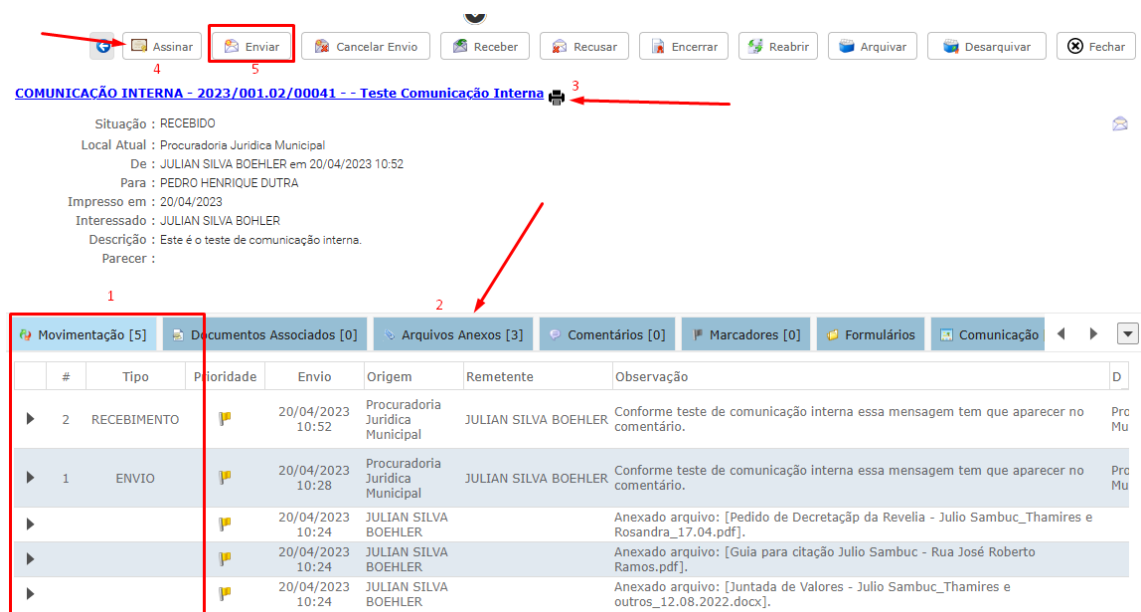 Assinar Enviar Cancelar Envio Receber Recusar Encerrar Reabrir Arquivar Desarquivar Fechar
4 5
COMUNICAÇÃO INTERNA - 2023/001.02/00041 - - Teste Comunicação Interna 3
Situação : RECEBIDO
Local Atual : Procuradoria Juridica Municipal
De : JULIAN SILVA BOEHLER em 20/04/2023 10:52
Para : PEDRO HENRIQUE DUTRA
Impresso em : 20/04/2023
Interessado : JULIAN SILVA BOHLER
Descrição : Este é o teste de comunicação interna.
Parecer :
1 2
Movimentação [5] Documentos Associados [0] Arquivos Anexos [3] Comentários [0] Marcadores [0] Formulários Comunicação
# Tipo Prioridade Envio Origem Remetente Observação D
2 RECEBIMENTO 20/04/2023 10:52 Procuradoria Juridica Municipal JULIAN SILVA BOEHLER Conforme teste de comunicação interna essa mensagem tem que aparecer no comentário. Pro Mu
1 ENVIO 20/04/2023 10:28 Procuradoria Juridica Municipal JULIAN SILVA BOEHLER Conforme teste de comunicação interna essa mensagem tem que aparecer no comentário. Pro Mu
20/04/2023 10:24 JULIAN SILVA BOEHLER Anexado arquivo: [Pedido de Decretaçãp da Revelia - Julio Sambuc_Thamires e Rosandra_17.04.pdf].
20/04/2023 10:24 JULIAN SILVA BOEHLER Anexado arquivo: [Guia para citação Julio Sambuc - Rua José Roberto Ramos.pdf].
20/04/2023 10:24 JULIAN SILVA BOEHLER Anexado arquivo: [Juntada de Valores - Julio Sambuc_Thamires e outros_12.08.2022.docx].